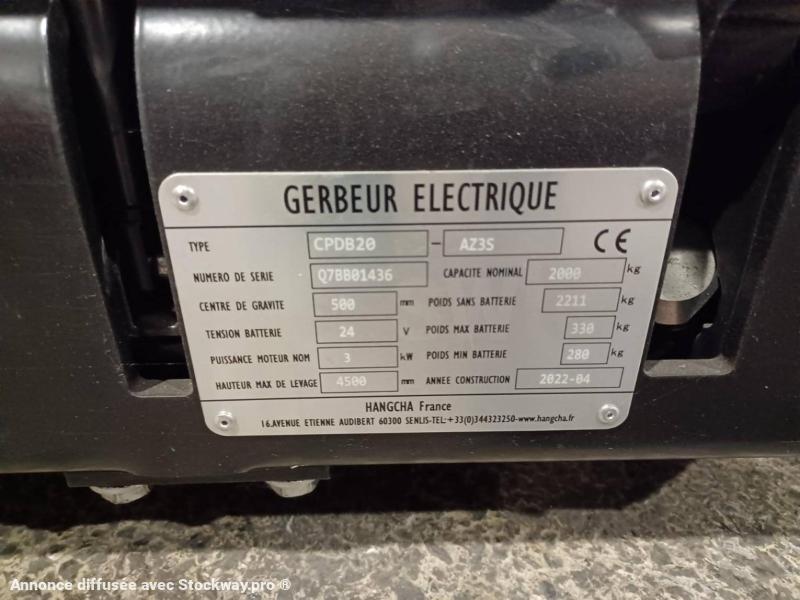 GERBEUR ELECTRIQUE
TYPE CPDB20 - AZ3S CE
NUMERO DE SERIE Q7BB01436 CAPACITE NOMINAL 2000 kg
CENTRE DE GRAVITE 500 mm POIDS SANS BATTERIE 2211 kg
TENSION BATTERIE 24 V POIDS MAX BATTERIE 330 kg
PUISSANCE MOTEUR NOM 3 kW POIDS MIN BATTERIE 280 kg
HAUTEUR MAX DE LEVAGE 4500 mm ANNEE CONSTRUCTION 2022-04
HANGCHA France
16.AVENUE ETIENNE AUDIBERT 60300 SENLIS-TEL:+33(0)344323250-www.hangcha.fr
Annonce diffusée avec Stockway.pro ®